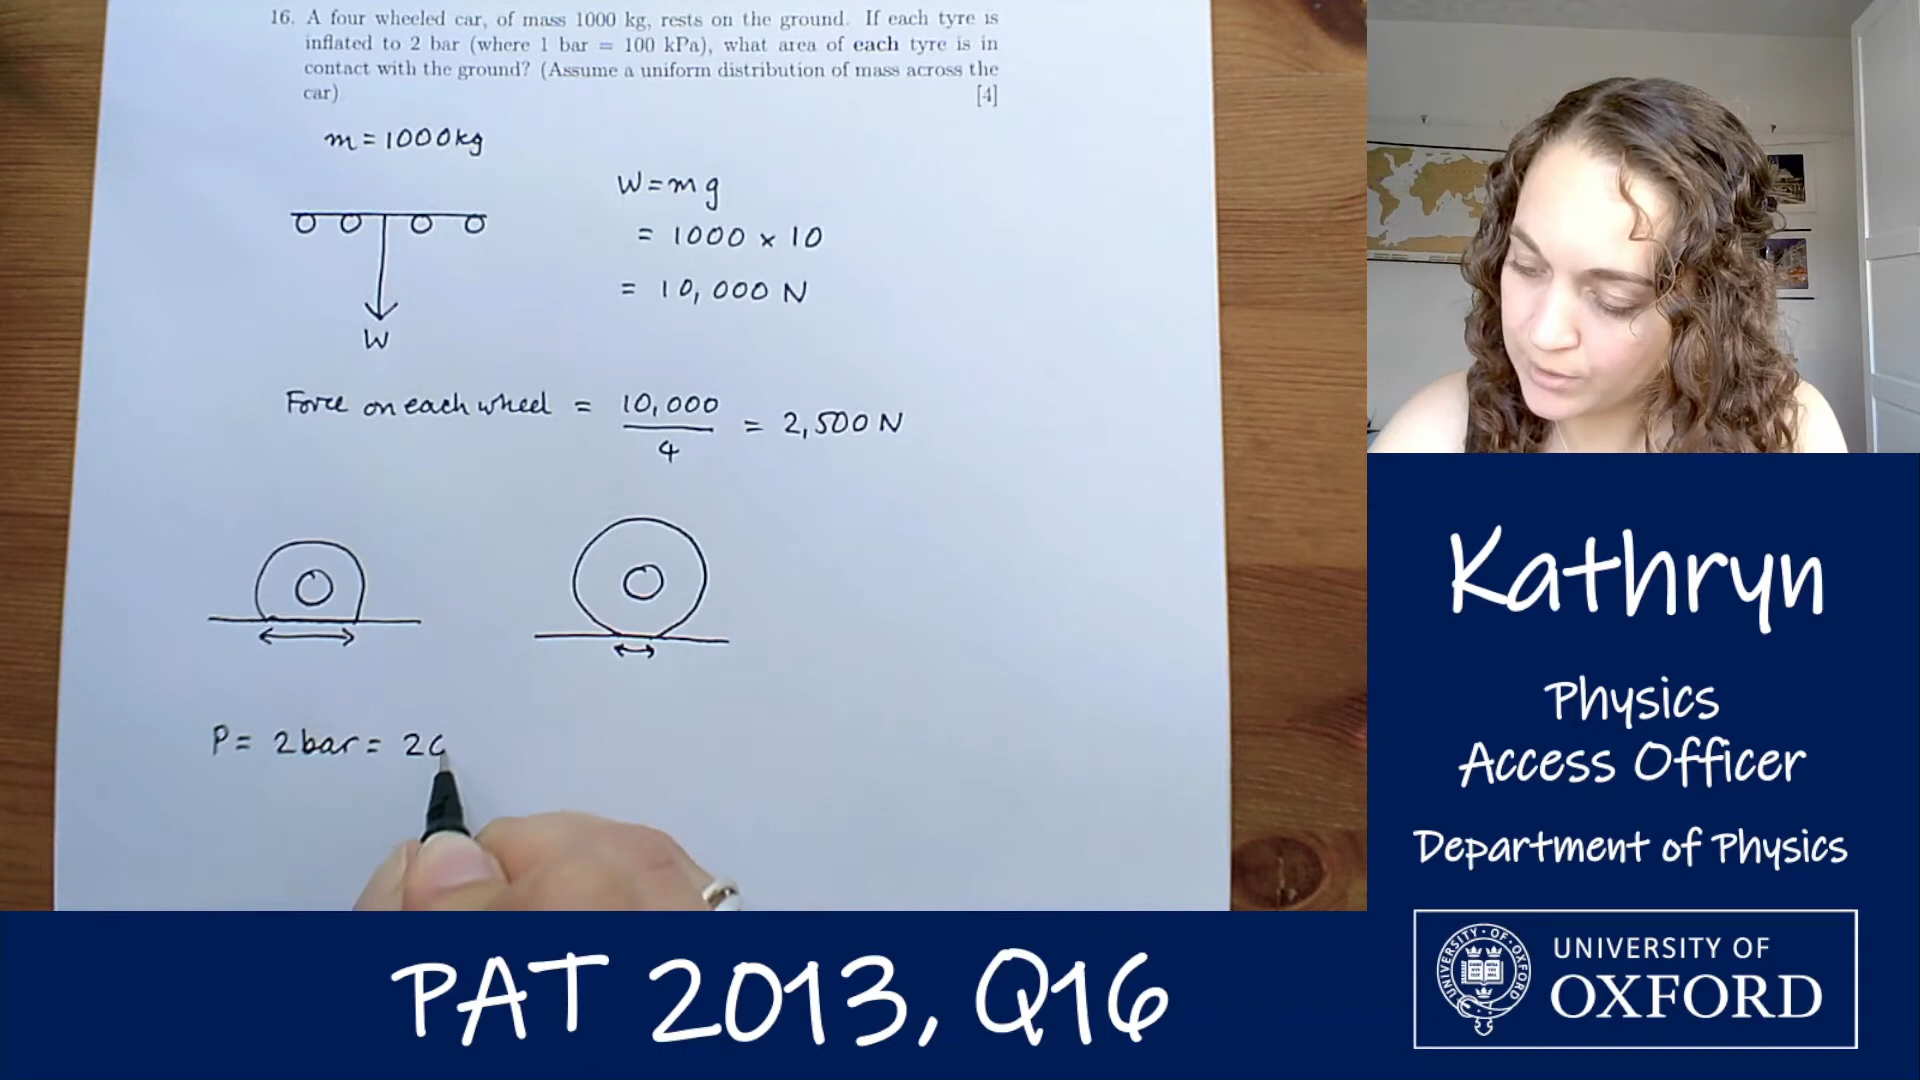 16. A four wheeled car, of mass 1000 kg, rests on the ground. If each tyre is
inflated to 2 bar (where 1 bar = 100 kPa), what area of each tyre is in
contact with the ground? (Assume a uniform distribution of mass across the
car) [4]
m = 1000kg
W = mg
= 1000 × 10
= 10,000 N
W
Force on each wheel = 10,000 / 4 = 2,500 N
P = 2bar = 20
Kathryn
Physics
Access Officer
Department of Physics
UNIVERSITY OF
OXFORD
PAT 2013, Q16